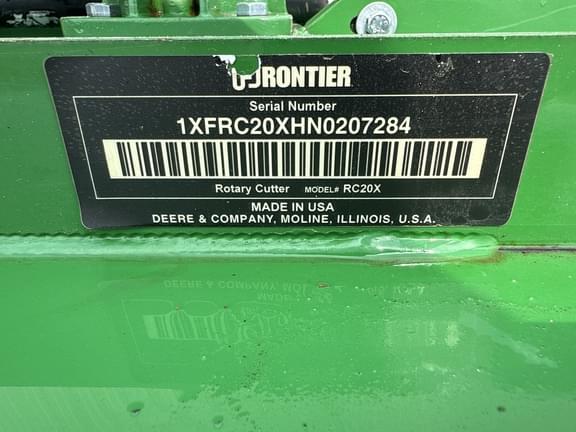 FRONTIER
Serial Number
1XFRC20XHN0207284
Rotary Cutter MODEL# RC20X
MADE IN USA
DEERE & COMPANY, MOLINE, ILLINOIS, U.S.A.